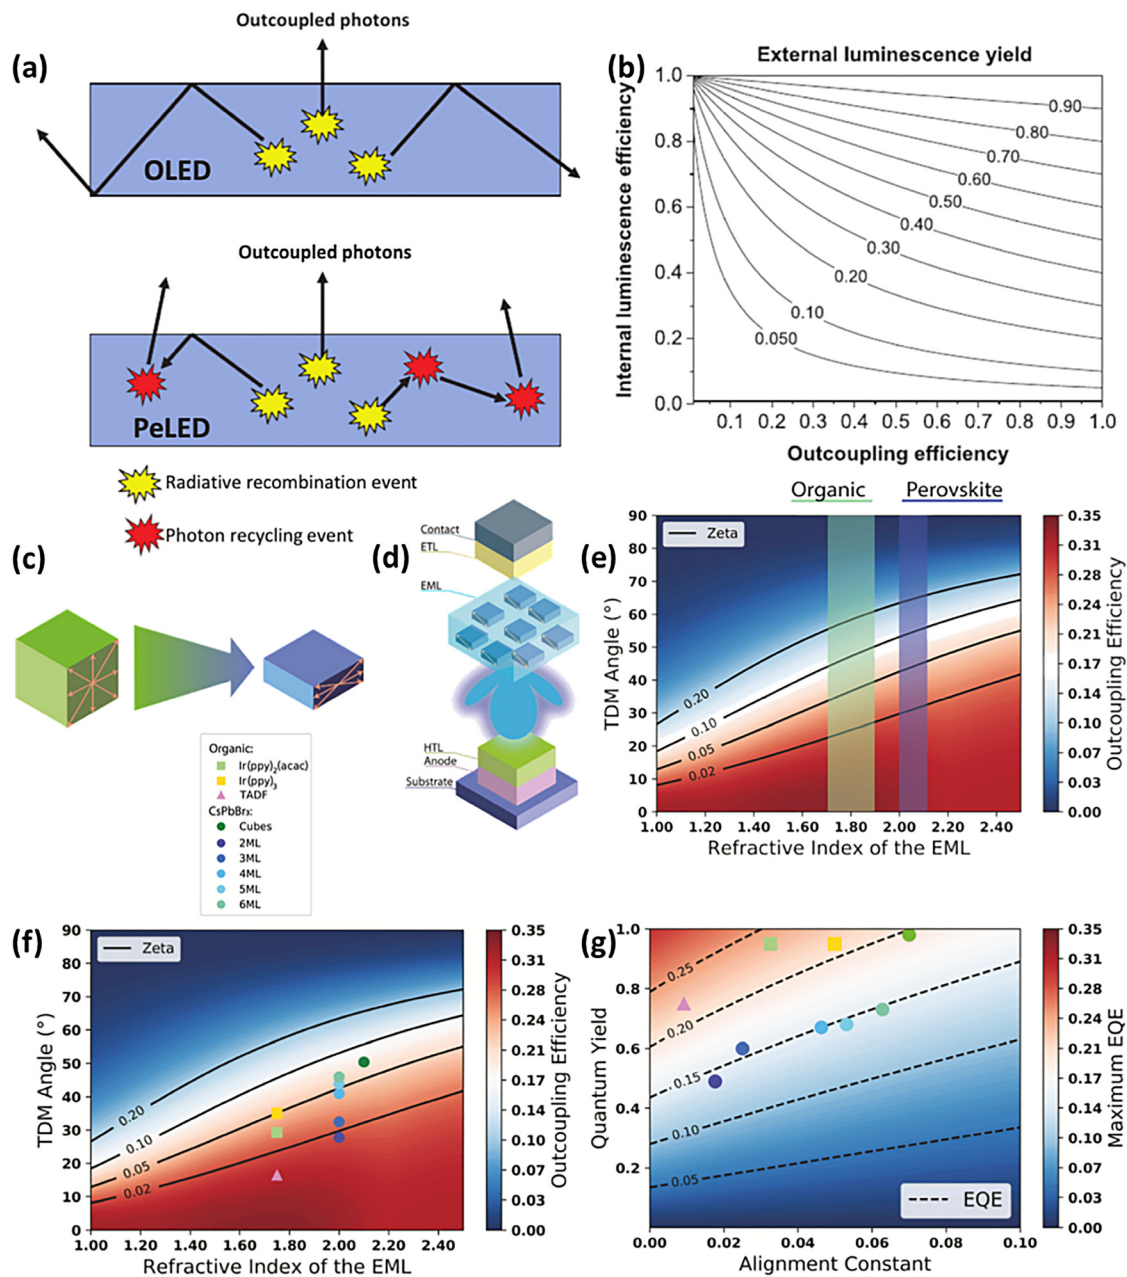 (a)
Outcoupled photons
OLED
Outcoupled photons
PeLED
Radiative recombination event
Photon recycling event
(b)
External luminescence yield
Internal luminescence efficiency
1.0
0.8
0.6
0.4
0.2
0.0
0.90
0.80
0.70
0.60
0.50
0.40
0.30
0.20
0.10
0.050
0.1 0.2 0.3 0.4 0.5 0.6 0.7 0.8 0.9 1.0
Outcoupling efficiency
(c)
Organic:
Ir(ppy)2(acac)
Ir(ppy)3
TADF
CsPbBr3:
Cubes
2ML
3ML
4ML
5ML
6ML
(d)
Contact
ETL
EML
HTL
Anode
Substrate
(e)
Organic Perovskite
Zeta
TDM Angle (°)
90
80
70
60
50
40
30
20
10
0
0.20
0.10
0.05
0.02
1.00 1.20 1.40 1.60 1.80 2.00 2.20 2.40
Refractive Index of the EML
0.35
0.31
0.28
0.24
0.21
0.17
0.14
0.10
0.07
0.03
0.00
Outcoupling Efficiency
(f)
Zeta
TDM Angle (°)
90
80
70
60
50
40
30
20
10
0
0.20
0.10
0.05
0.02
1.00 1.20 1.40 1.60 1.80 2.00 2.20 2.40
Refractive Index of the EML
0.35
0.31
0.28
0.24
0.21
0.17
0.14
0.10
0.07
0.03
0.00
Outcoupling Efficiency
(g)
Quantum Yield
1.0
0.8
0.6
0.4
0.2
0.25
0.20
0.15
0.10
0.05
EQE
0.00 0.02 0.04 0.06 0.08 0.10
Alignment Constant
0.35
0.31
0.28
0.24
0.21
0.17
0.14
0.10
0.07
0.03
0.00
Maximum EQE